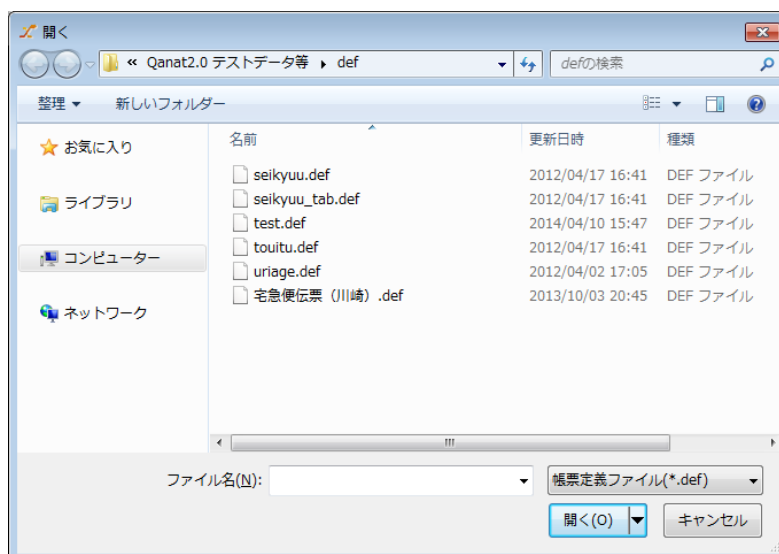 開く
« Qanat2.0 テストデータ等 ▸ def
defの検索
整理 ▼ 新しいフォルダー
お気に入り
ライブラリ
コンピューター
ネットワーク
名前 更新日時 種類
seikyuu.def 2012/04/17 16:41 DEF ファイル
seikyuu_tab.def 2012/04/17 16:41 DEF ファイル
test.def 2014/04/10 15:47 DEF ファイル
touitu.def 2012/04/17 16:41 DEF ファイル
uriage.def 2012/04/02 17:05 DEF ファイル
宅急便伝票（川崎）.def 2013/10/03 20:45 DEF ファイル
ファイル名(N):
帳票定義ファイル(*.def)
開く(O) キャンセル